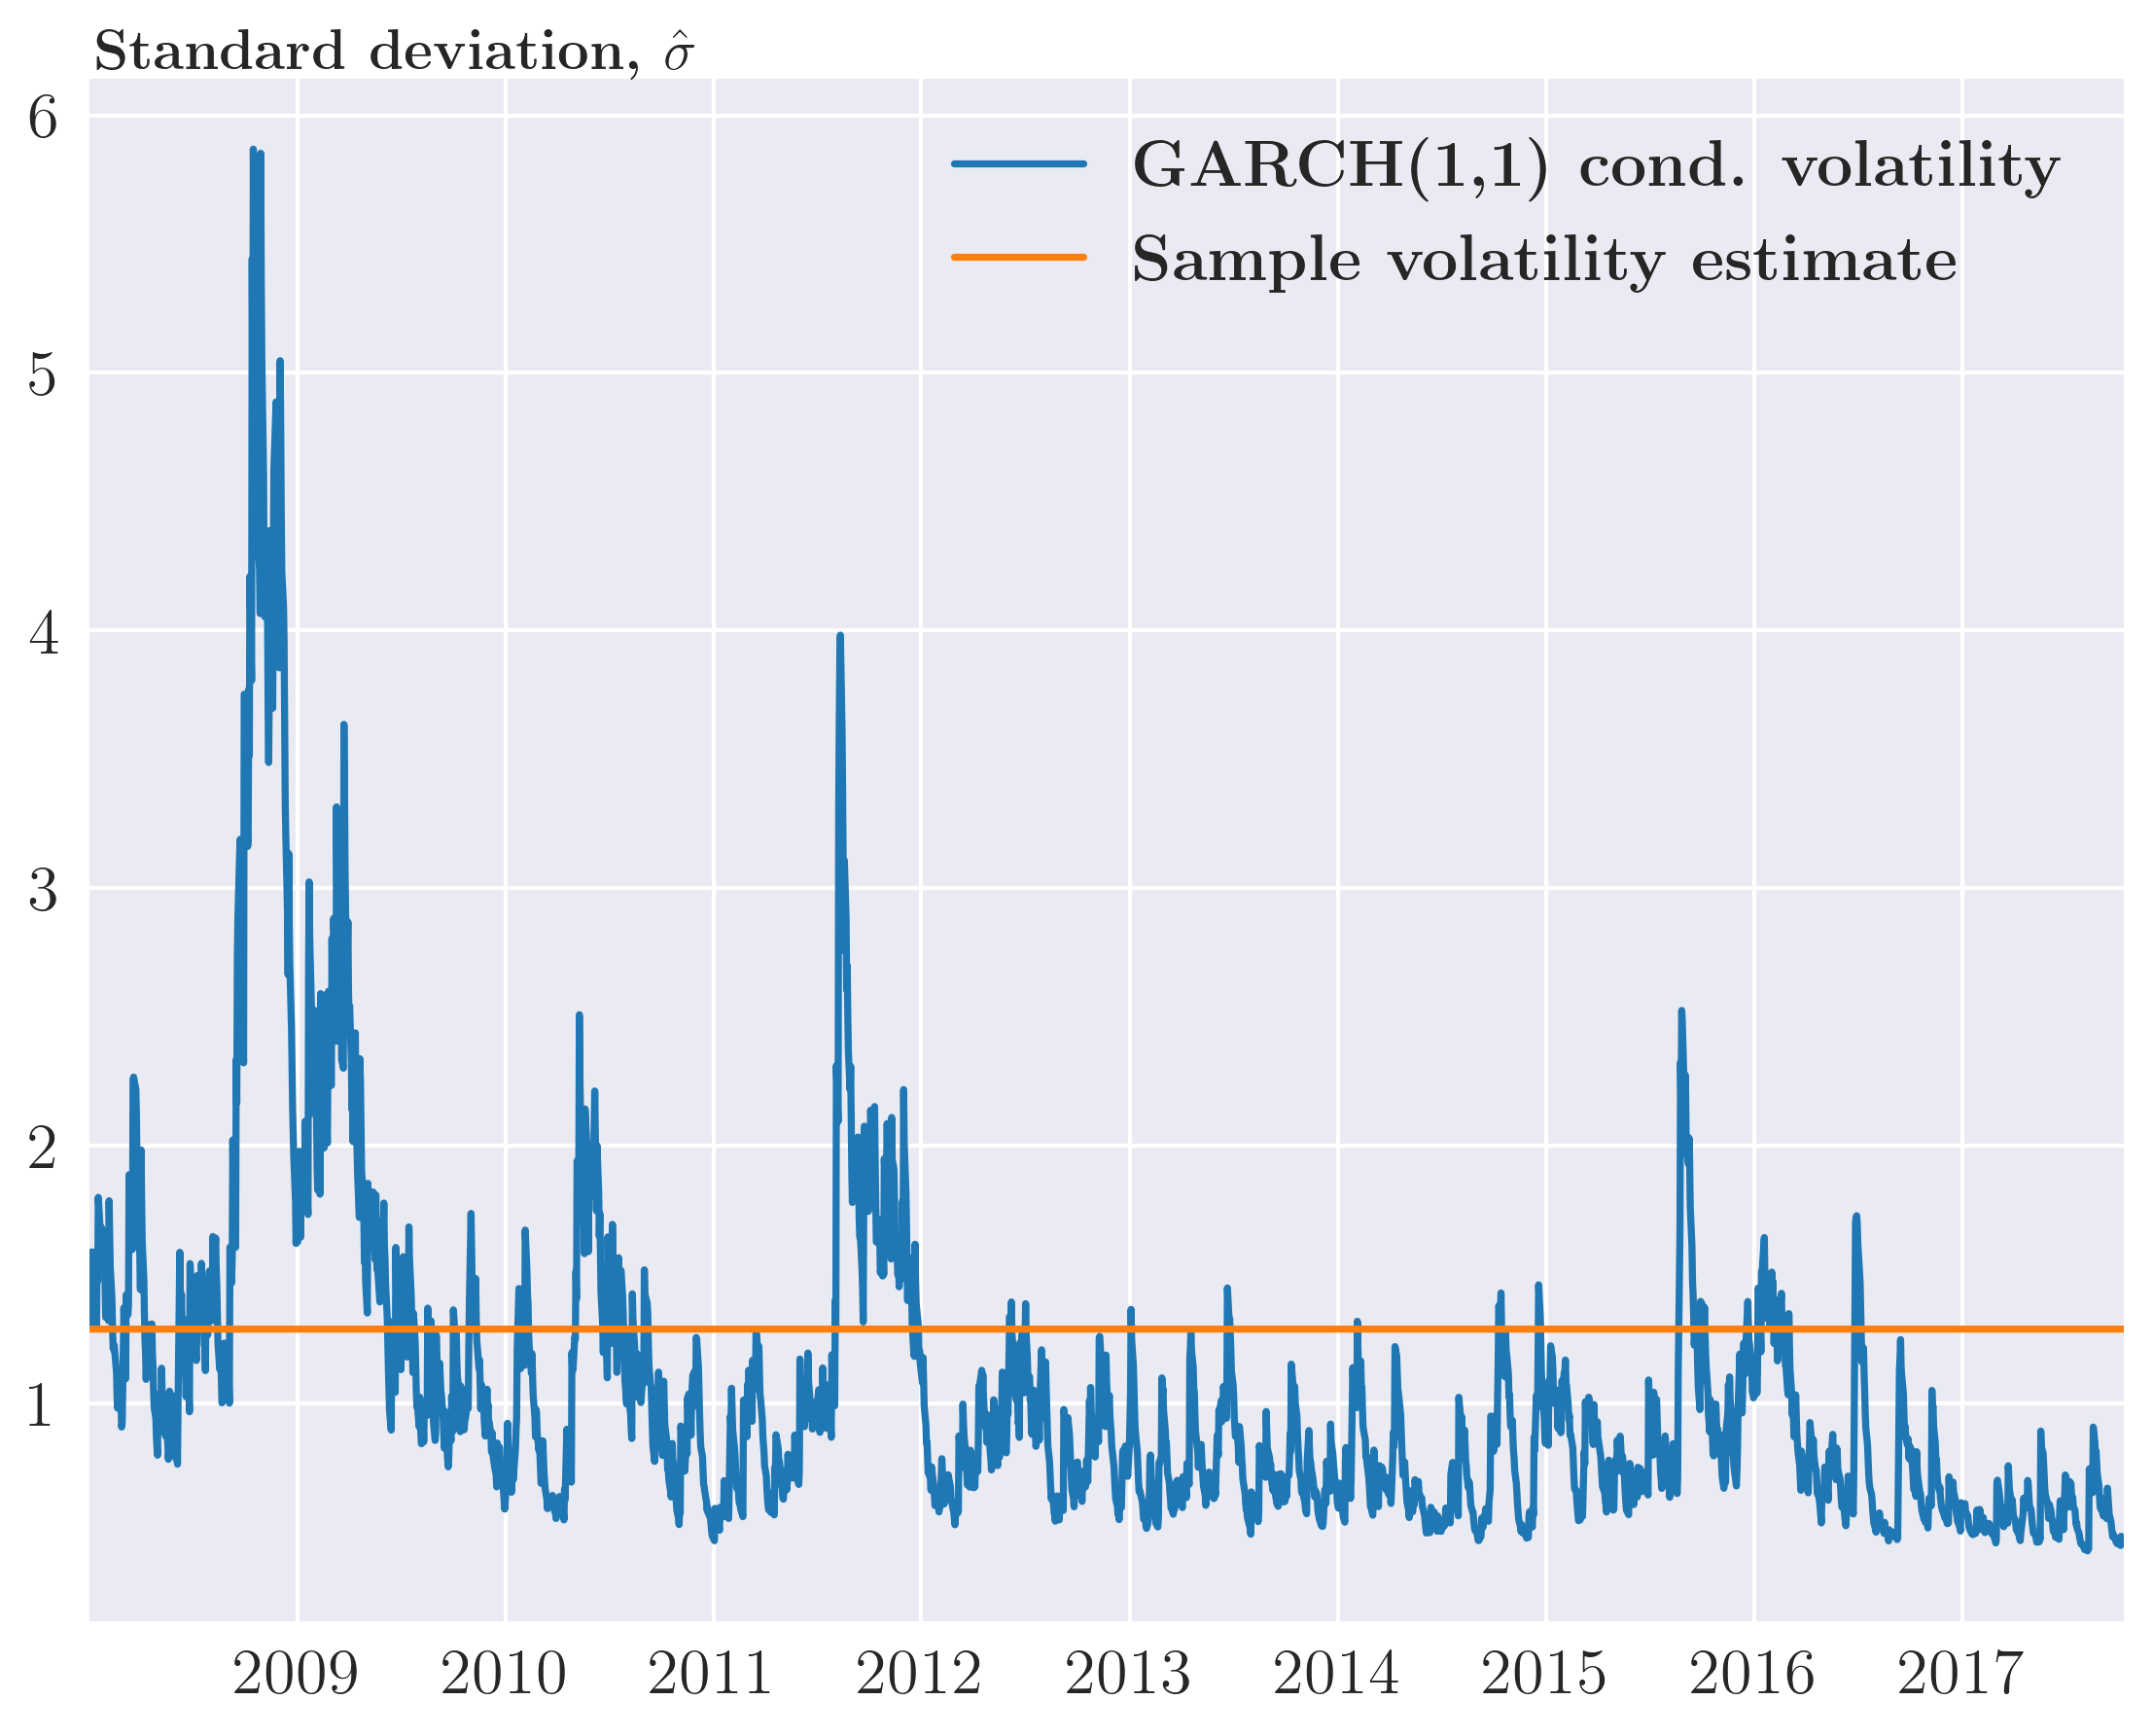 Standard deviation, σ̂
6
GARCH(1,1) cond. volatility
Sample volatility estimate
5
4
3
2
1
2009 2010 2011 2012 2013 2014 2015 2016 2017